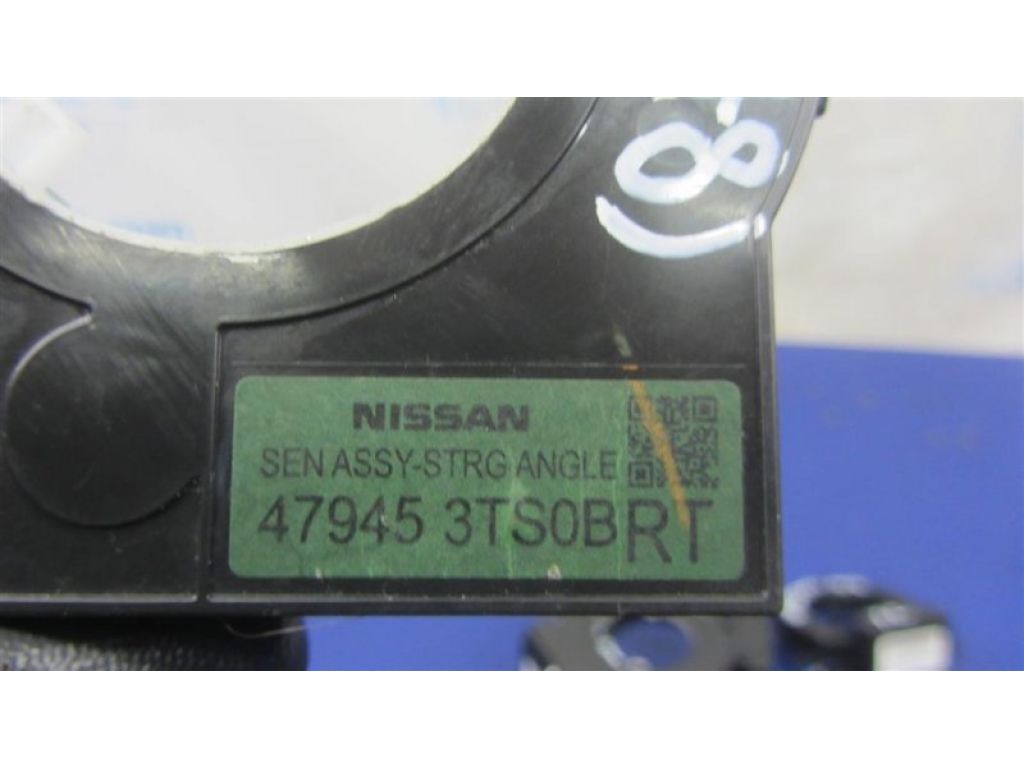 NISSAN
SEN ASSY-STRG ANGLE
47945 3TS0B RT